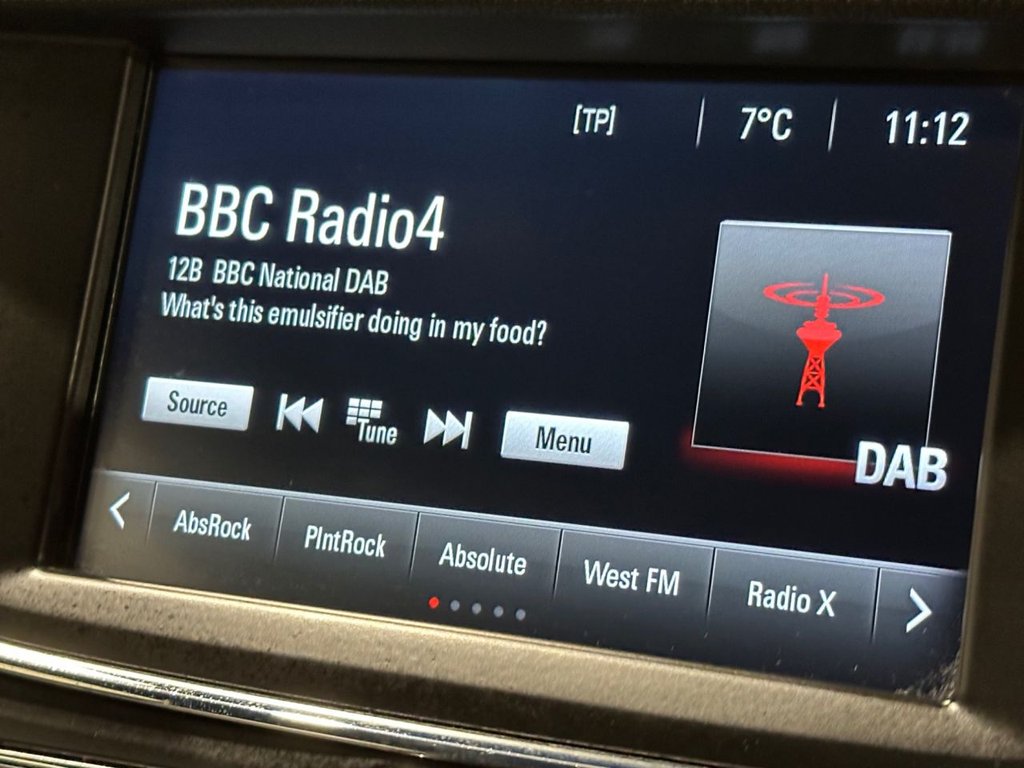 [TP] 7°C 11:12
BBC Radio4
12B BBC National DAB
What's this emulsifier doing in my food?
Source Tune Menu
DAB
AbsRock PlntRock Absolute West FM Radio X